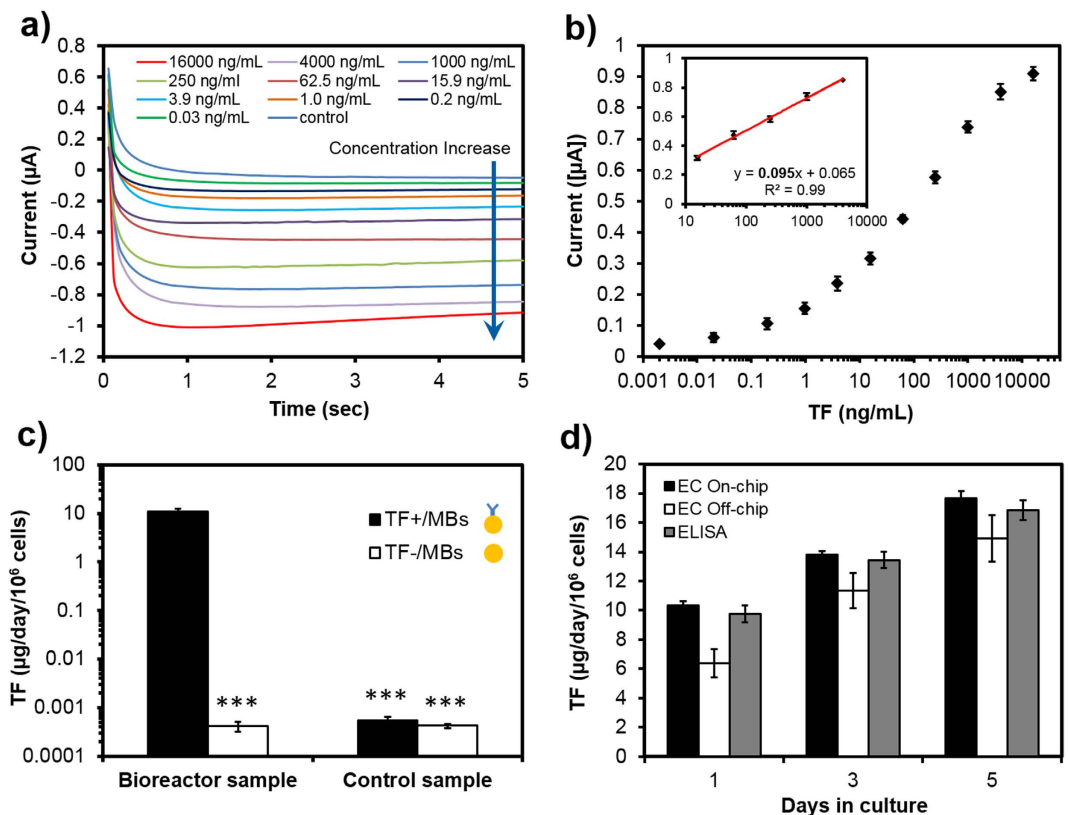 a)
0.8
0.6
0.4
0.2
0
-0.2
-0.4
-0.6
-0.8
-1
-1.2
Current (µA)
16000 ng/mL 4000 ng/mL 1000 ng/mL
250 ng/ml 62.5 ng/mL 15.9 ng/mL
3.9 ng/mL 1.0 ng/mL 0.2 ng/mL
0.03 ng/mL control
Concentration Increase
0 1 2 3 4 5
Time (sec)
b)
1
0.9
0.8
0.7
0.6
0.5
0.4
0.3
0.2
0.1
0
Current ([µA])
1
0.8
0.6
0.4
0.2
0
y = 0.095x + 0.065
R² = 0.99
10 100 1000 10000
0.001 0.01 0.1 1 10 100 1000 10000
TF (ng/mL)
c)
100
10
1
0.1
0.01
0.001
0.0001
TF (µg/day/10⁶ cells)
TF+/MBs
TF-/MBs
*** *** ***
Bioreactor sample Control sample
d)
20
18
16
14
12
10
8
6
4
2
0
TF (µg/day/10⁶ cells)
EC On-chip
EC Off-chip
ELISA
1 3 5
Days in culture